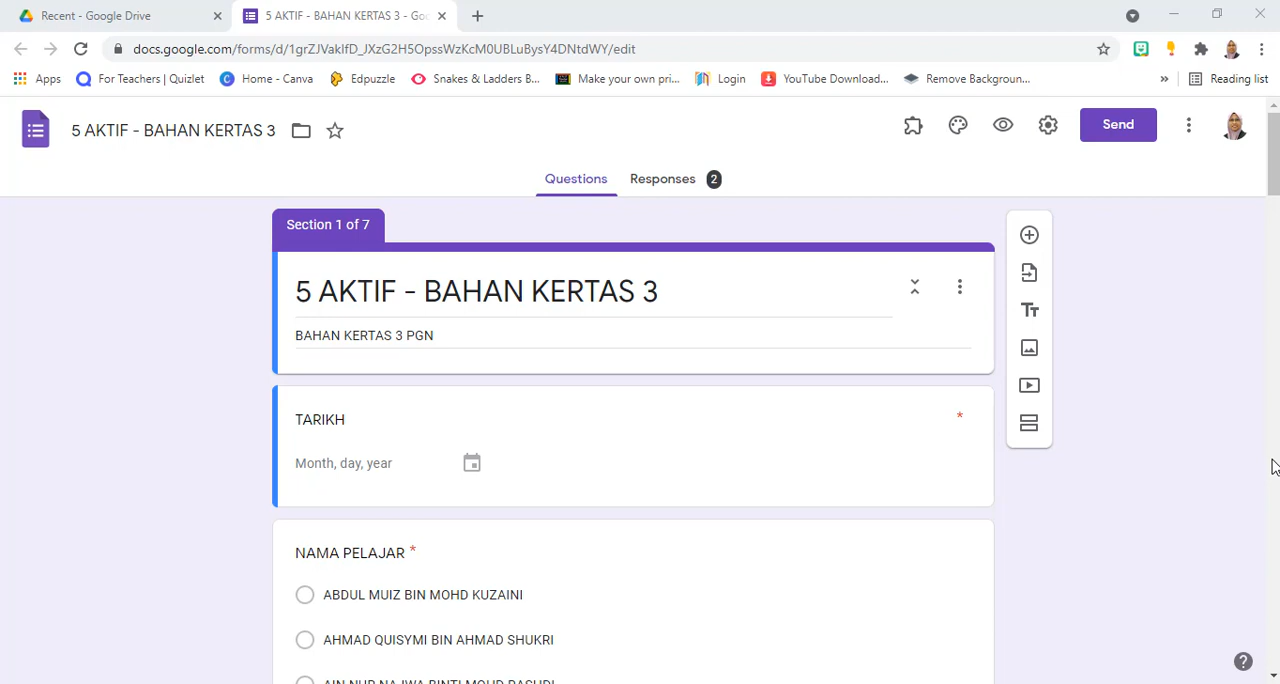 Recent - Google Drive
5 AKTIF - BAHAN KERTAS 3 - Goo
docs.google.com/forms/d/1grZJVaklfD_JXzG2H5OpssWzKcM0UBLuBysY4DNtdWY/edit
Apps
For Teachers | Quizlet
Home - Canva
Edpuzzle
Snakes & Ladders B...
Make your own pri...
Login
YouTube Download...
Remove Backgroun...
»
Reading list
5 AKTIF - BAHAN KERTAS 3
Send
Questions
Responses 2
Section 1 of 7
5 AKTIF - BAHAN KERTAS 3
BAHAN KERTAS 3 PGN
TARIKH *
Month, day, year
NAMA PELAJAR *
ABDUL MUIZ BIN MOHD KUZAINI
AHMAD QUISYMI BIN AHMAD SHUKRI